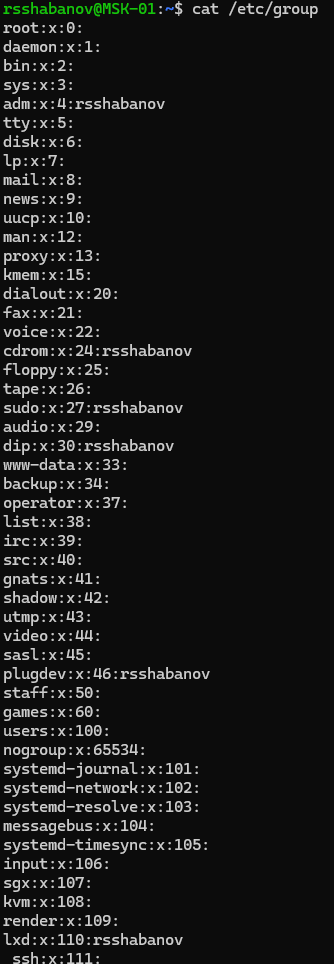 rsshabanov@MSK-01:~$ cat /etc/group
root:x:0:
daemon:x:1:
bin:x:2:
sys:x:3:
adm:x:4:rsshabanov
tty:x:5:
disk:x:6:
lp:x:7:
mail:x:8:
news:x:9:
uucp:x:10:
man:x:12:
proxy:x:13:
kmem:x:15:
dialout:x:20:
fax:x:21:
voice:x:22:
cdrom:x:24:rsshabanov
floppy:x:25:
tape:x:26:
sudo:x:27:rsshabanov
audio:x:29:
dip:x:30:rsshabanov
www-data:x:33:
backup:x:34:
operator:x:37:
list:x:38:
irc:x:39:
src:x:40:
gnats:x:41:
shadow:x:42:
utmp:x:43:
video:x:44:
sasl:x:45:
plugdev:x:46:rsshabanov
staff:x:50:
games:x:60:
users:x:100:
nogroup:x:65534:
systemd-journal:x:101:
systemd-network:x:102:
systemd-resolve:x:103:
messagebus:x:104:
systemd-timesync:x:105:
input:x:106:
sgx:x:107:
kvm:x:108:
render:x:109:
lxd:x:110:rsshabanov
_ssh:x:111: